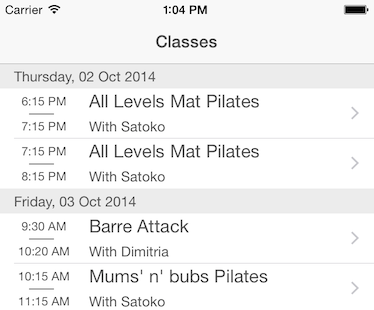 Carrier 1:04 PM
Classes
Thursday, 02 Oct 2014
6:15 PM All Levels Mat Pilates
7:15 PM With Satoko
7:15 PM All Levels Mat Pilates
8:15 PM With Satoko
Friday, 03 Oct 2014
9:30 AM Barre Attack
10:20 AM With Dimitria
10:15 AM Mums' n' bubs Pilates
11:15 AM With Satoko